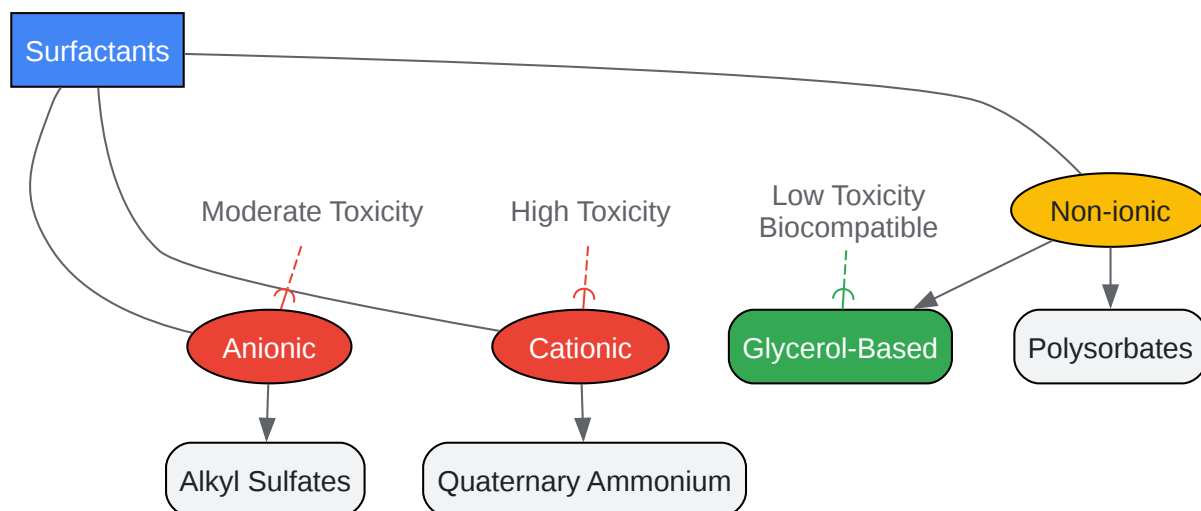 Surfactants
Moderate Toxicity
High Toxicity
Low Toxicity
Biocompatible
Non-ionic
Anionic
Cationic
Glycerol-Based
Polysorbates
Alkyl Sulfates
Quaternary Ammonium